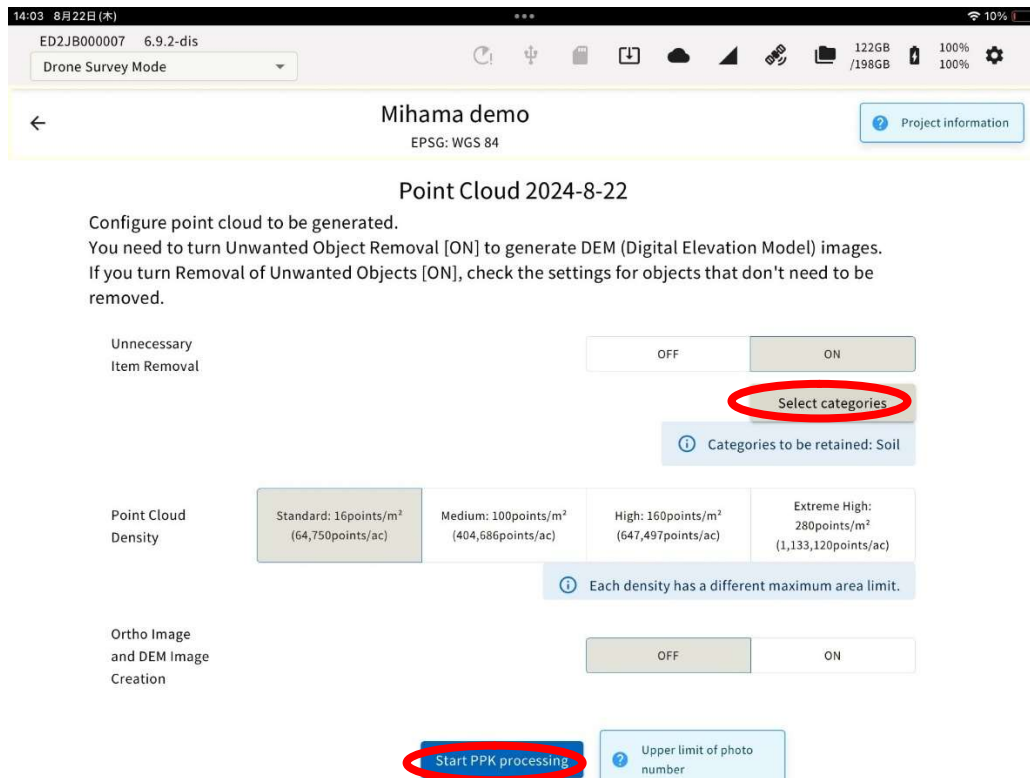 14:03 8月22日(木)
10%
ED2JB000007 6.9.2-dis
Drone Survey Mode
122GB
/198GB
100%
100%
Mihama demo
EPSG: WGS 84
Project information
Point Cloud 2024-8-22
Configure point cloud to be generated.
You need to turn Unwanted Object Removal [ON] to generate DEM (Digital Elevation Model) images.
If you turn Removal of Unwanted Objects [ON], check the settings for objects that don't need to be
removed.
Unnecessary
Item Removal
OFF
ON
Select categories
Categories to be retained: Soil
Point Cloud
Density
Standard: 16points/m²
(64,750points/ac)
Medium: 100points/m²
(404,686points/ac)
High: 160points/m²
(647,497points/ac)
Extreme High:
280points/m²
(1,133,120points/ac)
Each density has a different maximum area limit.
Ortho Image
and DEM Image
Creation
OFF
ON
Start PPK processing
Upper limit of photo
number